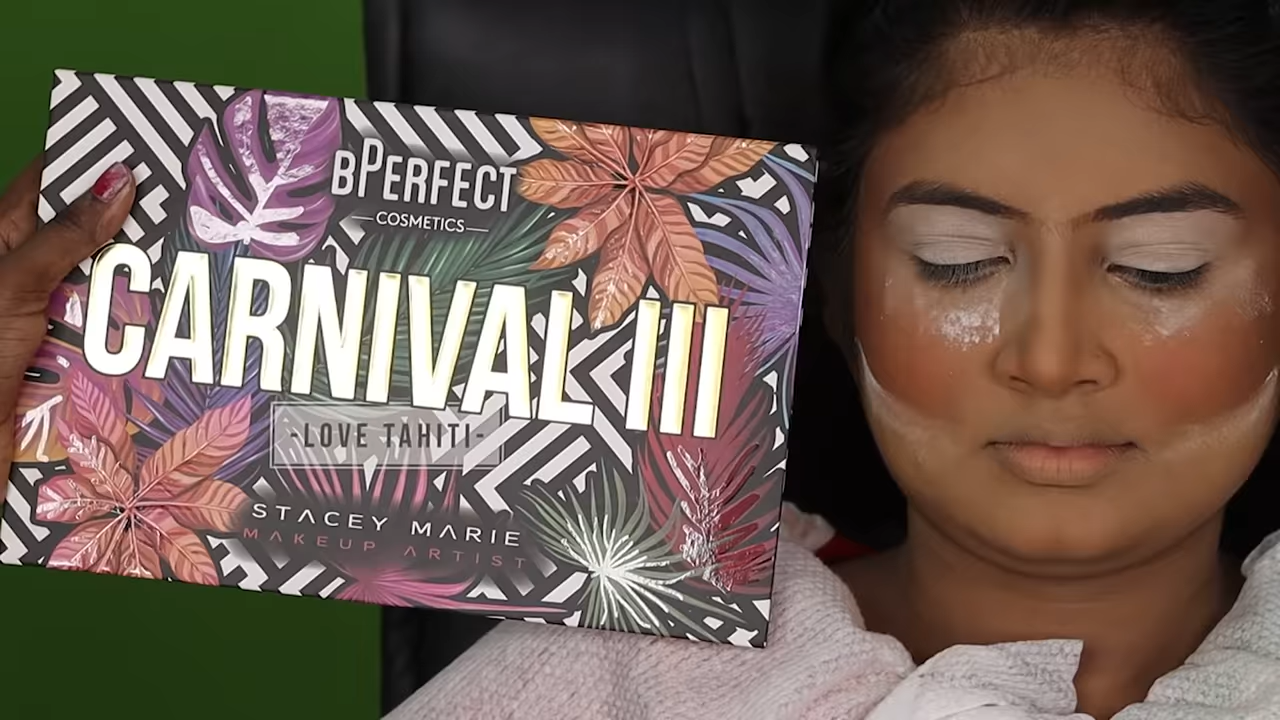 BPERFECT
COSMETICS
CARNIVAL III
-LOVE TAHITI-
STACEY MARIE
MAKEUP ARTIST